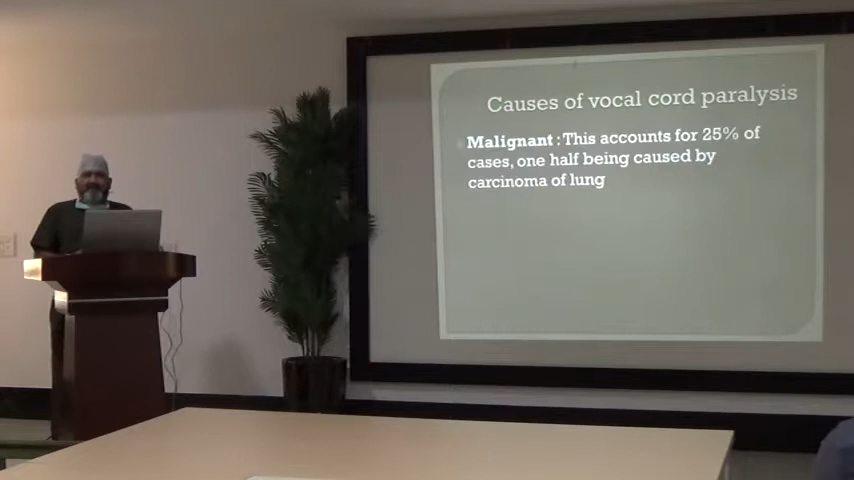 Causes of vocal cord paralysis
Malignant : This accounts for 25% of
cases, one half being caused by
carcinoma of lung